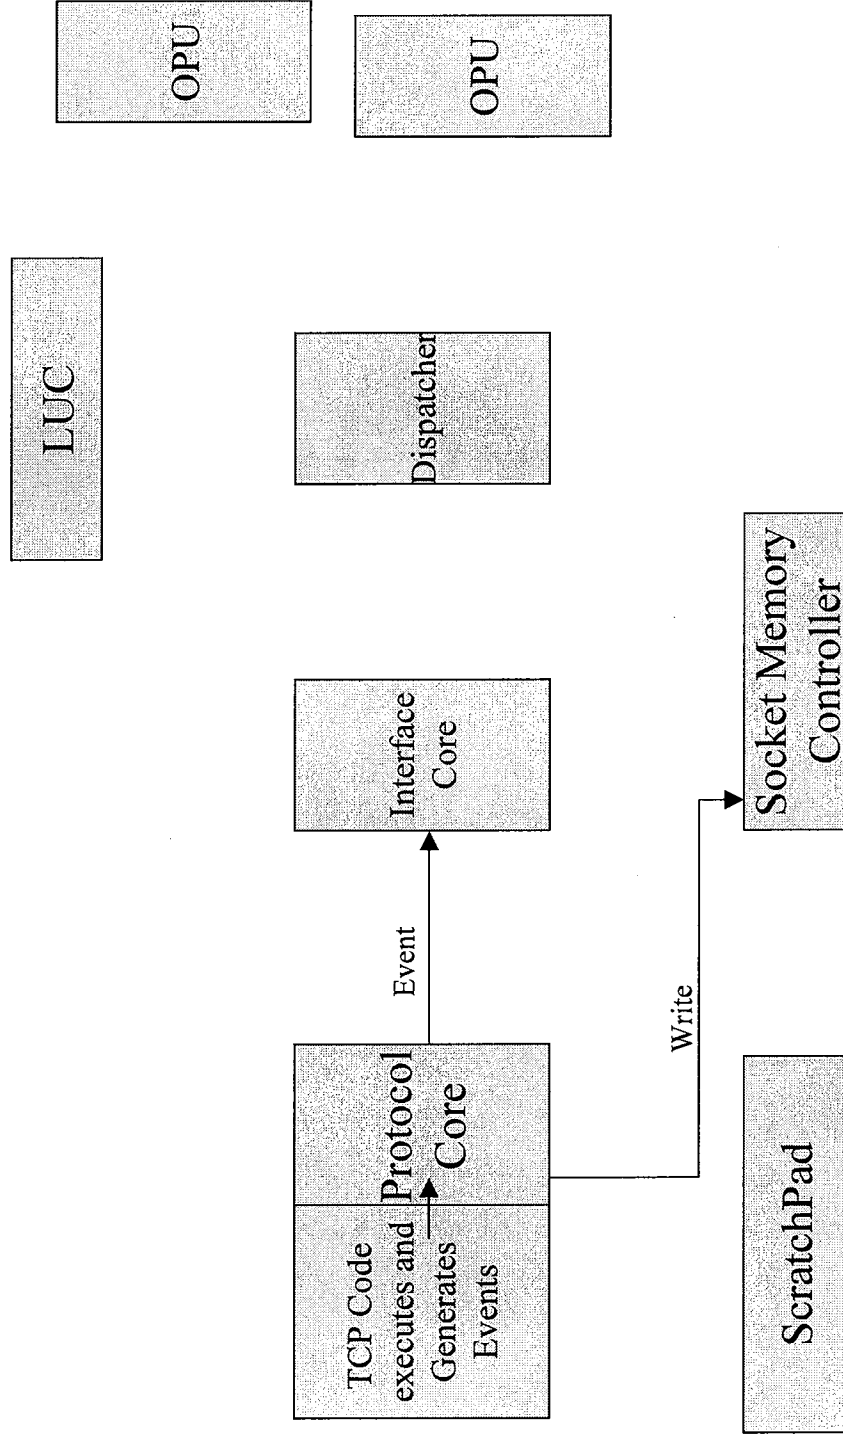 LUC
OPU
OPU
TCP Code
executes and
Generates
Events
Protocol
Core
Event
Interface
Core
Dispatcher
Write
ScratchPad
Socket Memory
Controller